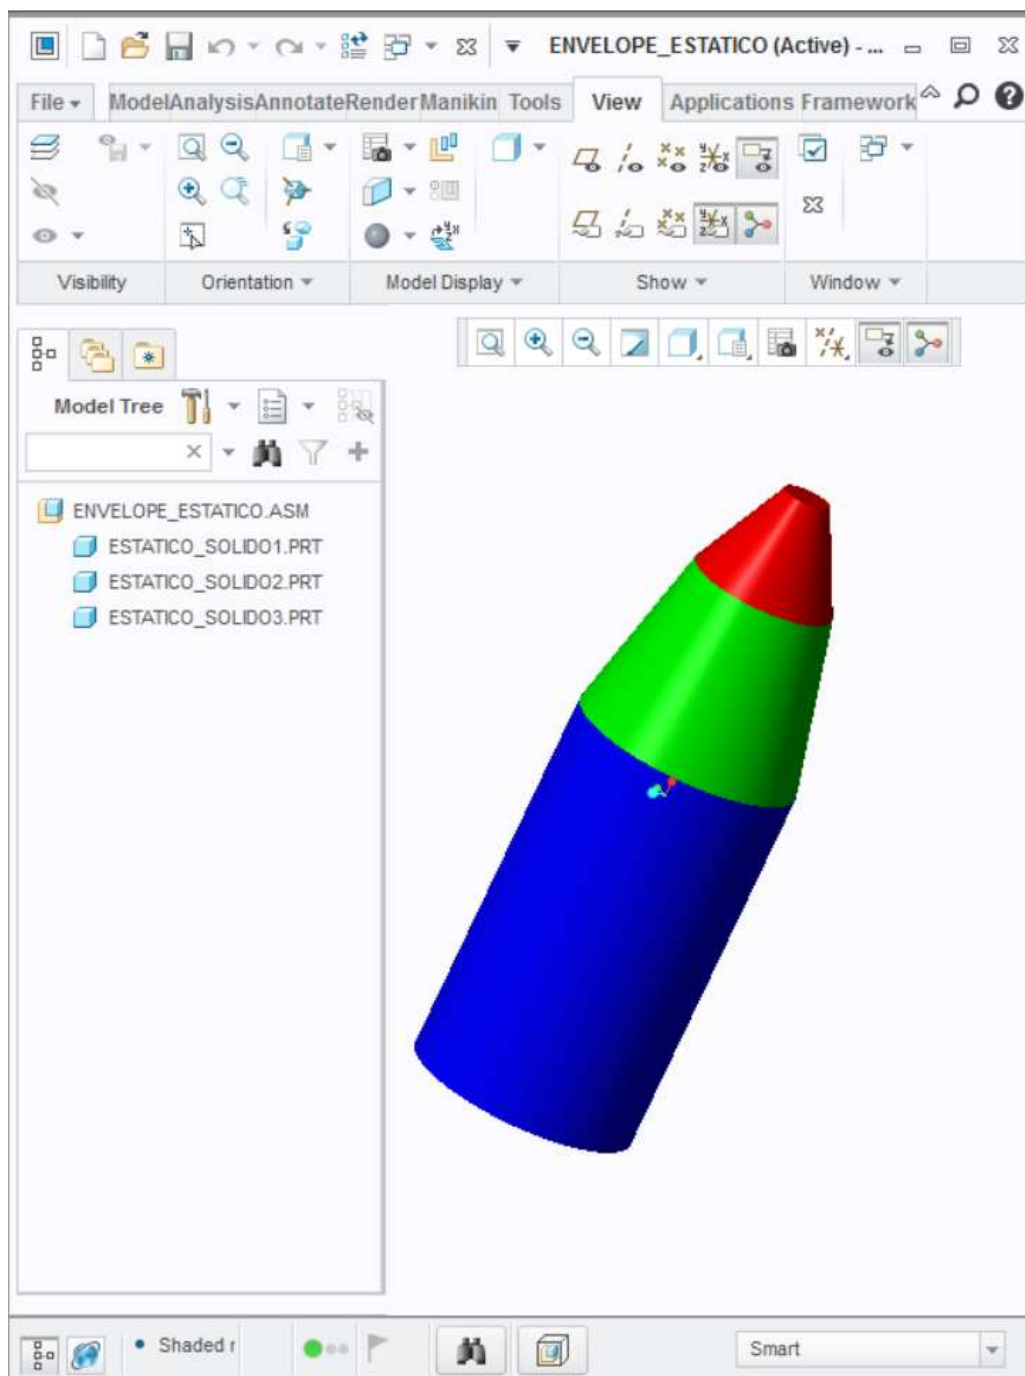 ENVELOPE_ESTATICO (Active) - ...
File Model Analysis Annotate Render Manikin Tools View Applications Framework
Visibility Orientation Model Display Show Window
Model Tree
ENVELOPE_ESTATICO.ASM
ESTATICO_SOLIDO1.PRT
ESTATICO_SOLIDO2.PRT
ESTATICO_SOLIDO3.PRT
Shaded r
Smart